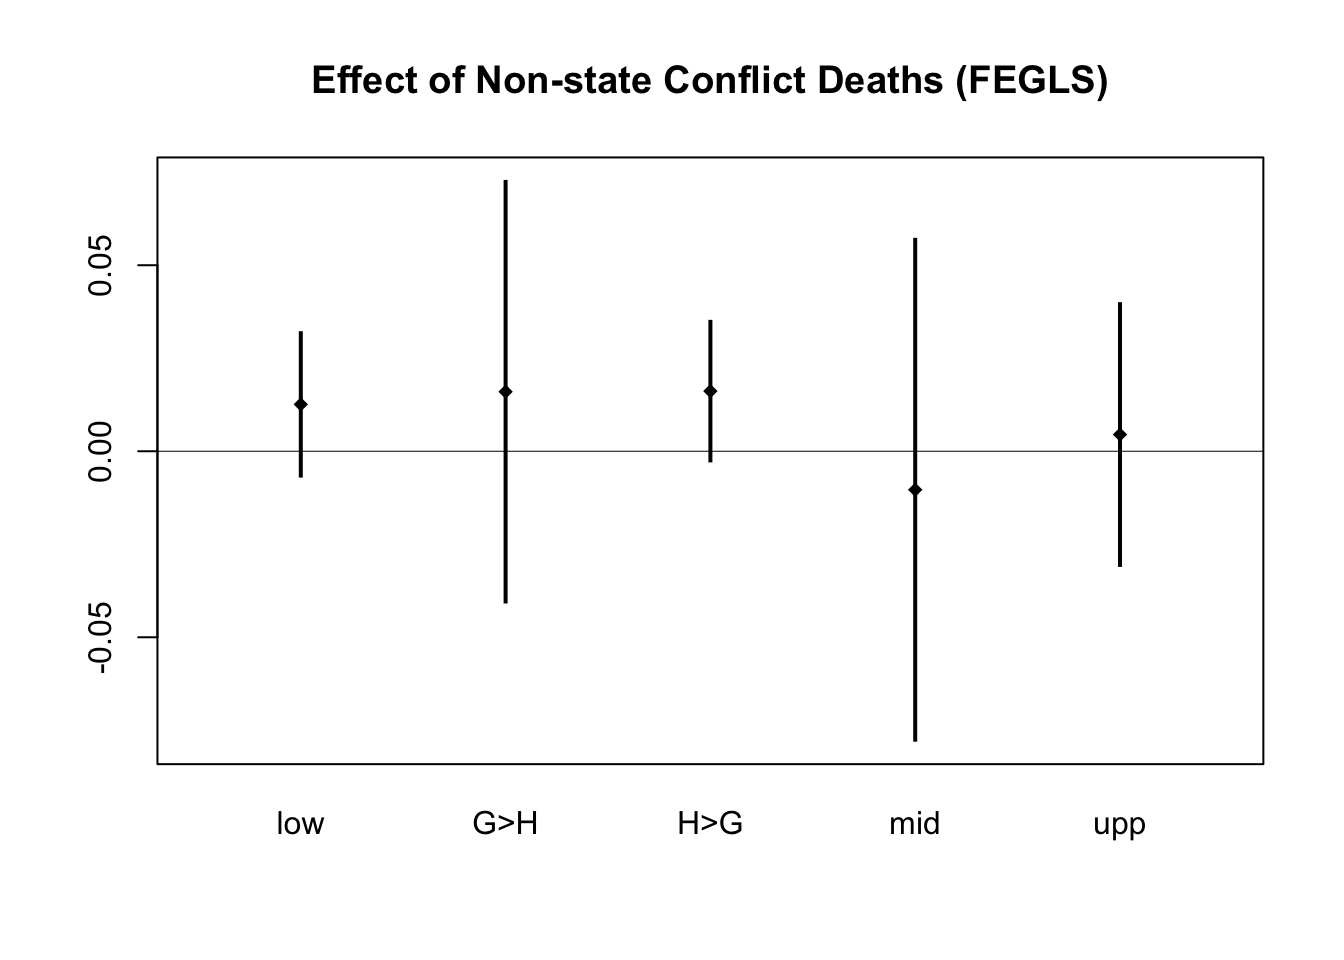 Effect of Non-state Conflict Deaths (FEGLS)
0.05
0.00
-0.05
low G>H H>G mid upp